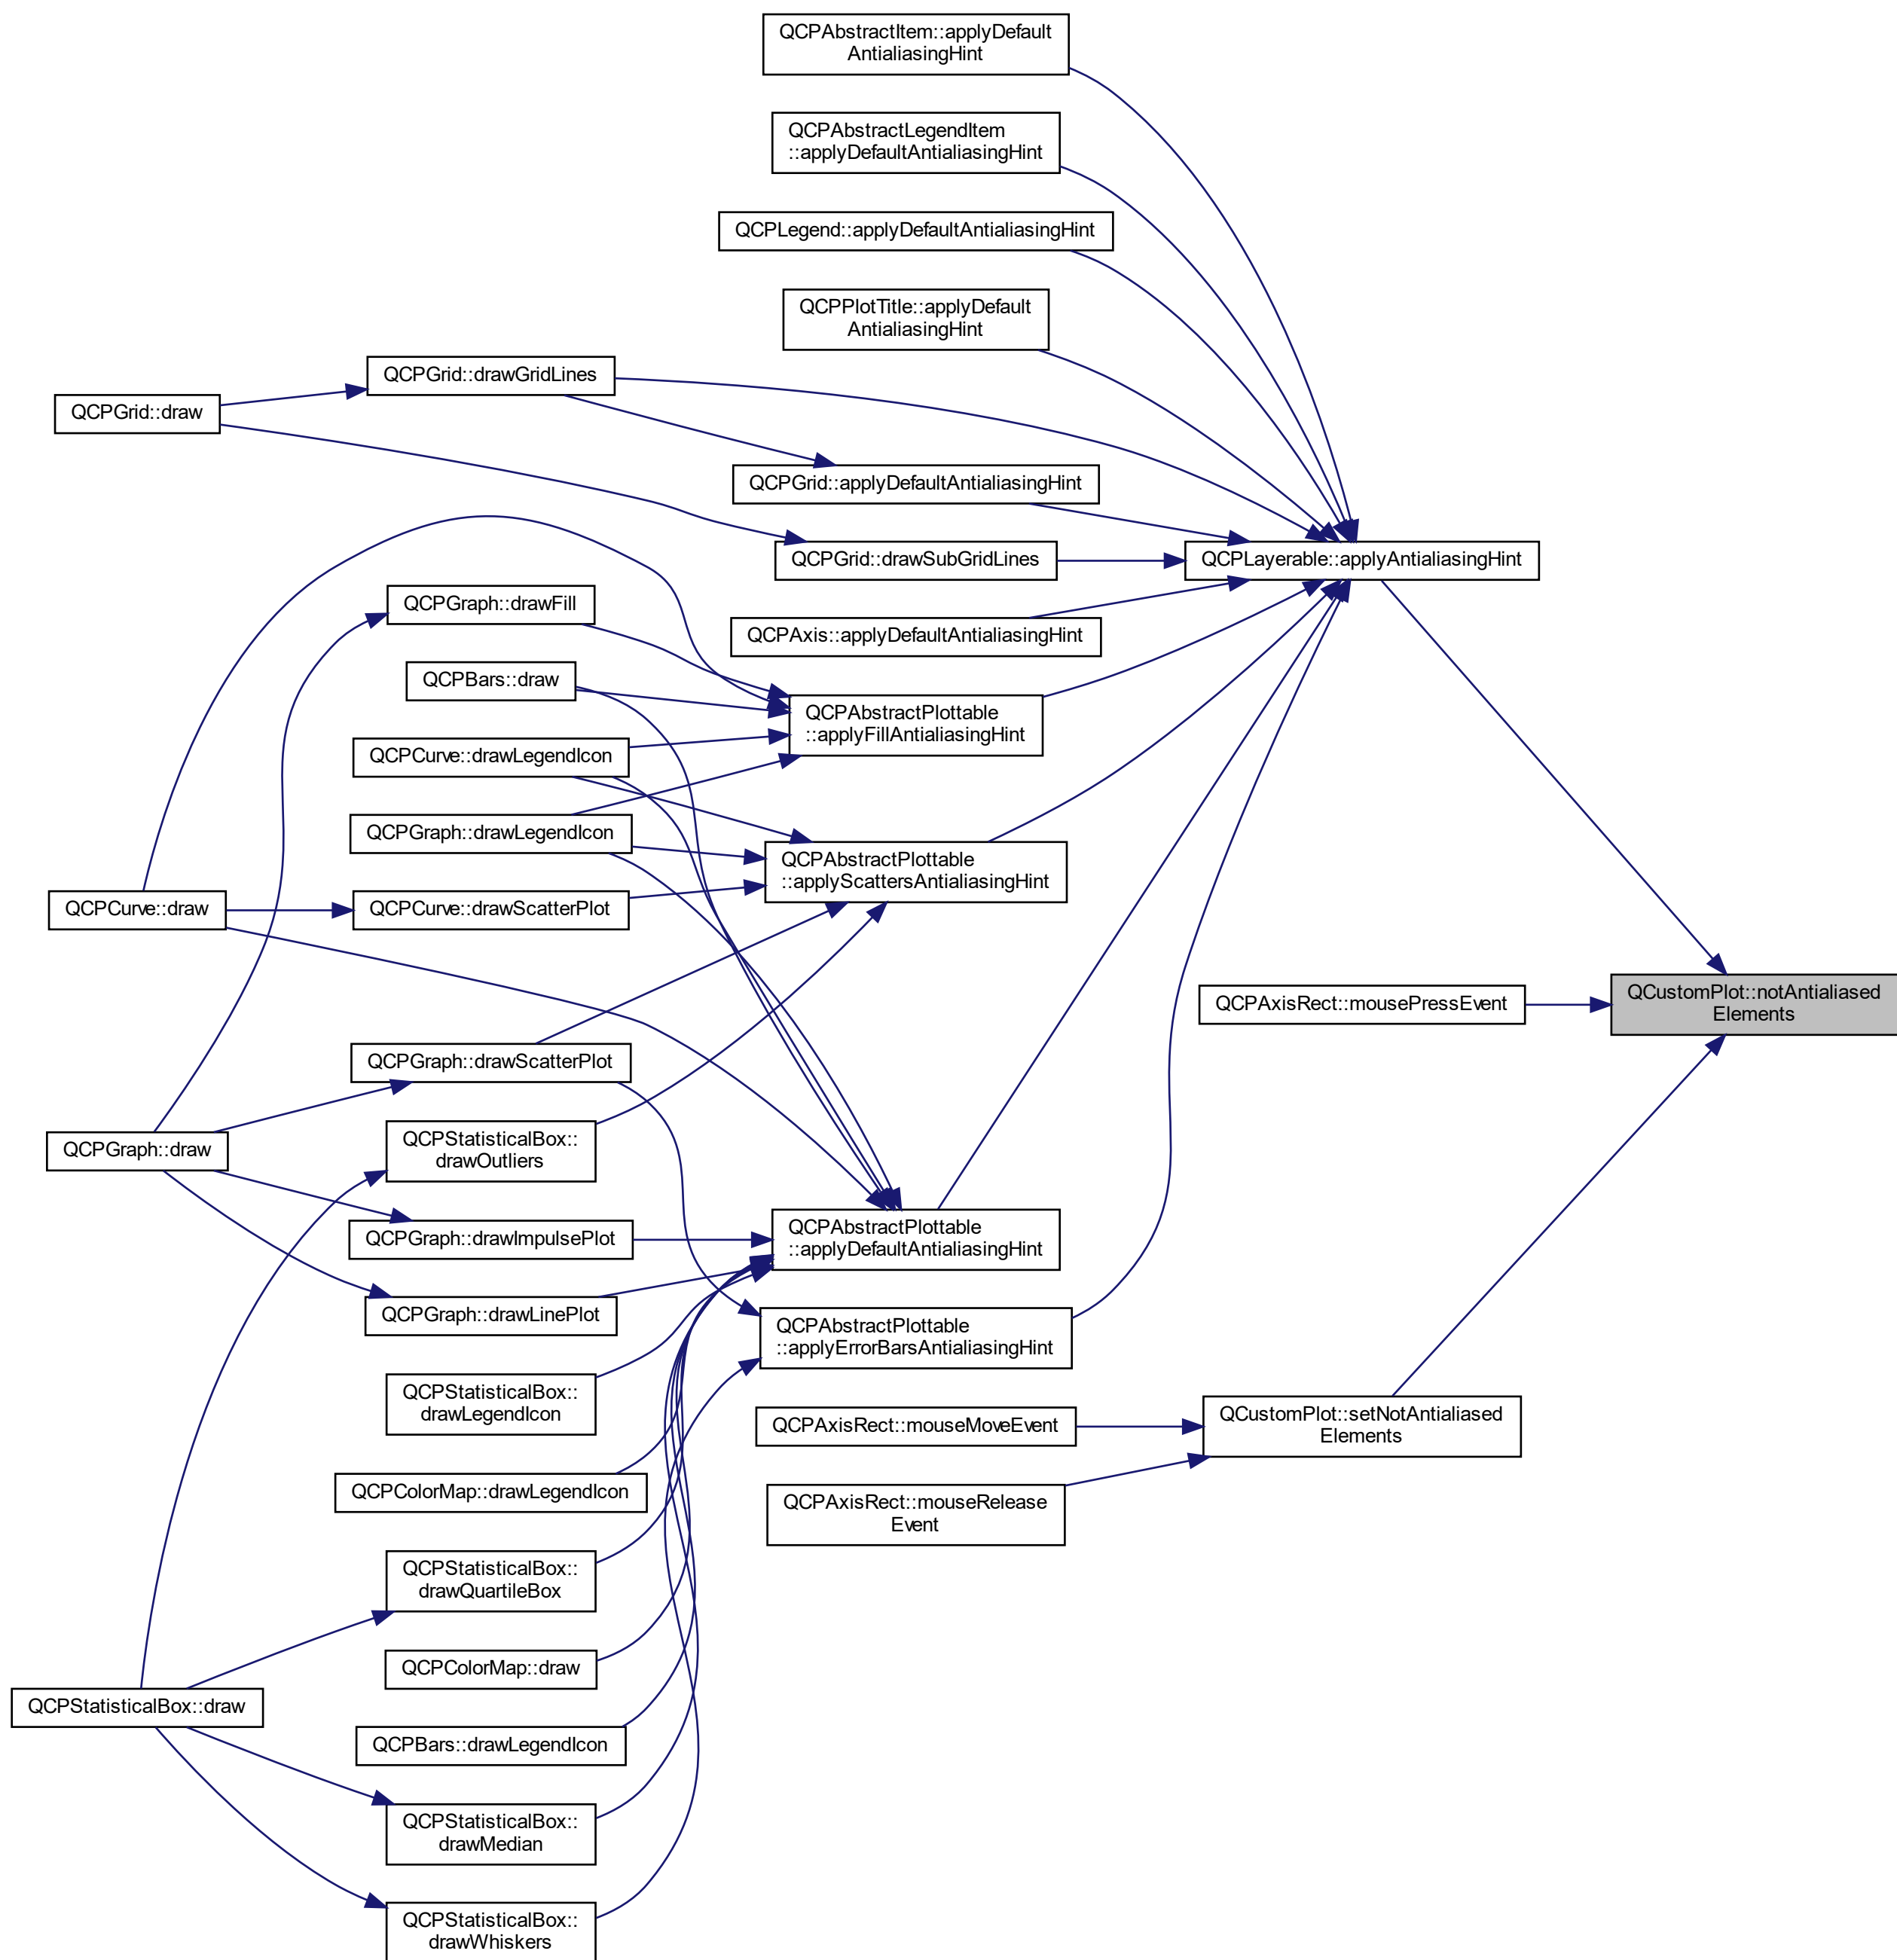 QCPAbstractItem::applyDefault
AntialiasingHint
QCPAbstractLegendItem
::applyDefaultAntialiasingHint
QCPLegend::applyDefaultAntialiasingHint
QCPPlotTitle::applyDefault
AntialiasingHint
QCPGrid::drawGridLines
QCPGrid::draw
QCPGrid::applyDefaultAntialiasingHint
QCPGrid::drawSubGridLines
QCPLayerable::applyAntialiasingHint
QCPGraph::drawFill
QCPAxis::applyDefaultAntialiasingHint
QCPBars::draw
QCPAbstractPlottable
::applyFillAntialiasingHint
QCPCurve::drawLegendIcon
QCPGraph::drawLegendIcon
QCPAbstractPlottable
::applyScattersAntialiasingHint
QCPCurve::draw
QCPCurve::drawScatterPlot
QCPAxisRect::mousePressEvent
QCustomPlot::notAntialiased
Elements
QCPGraph::drawScatterPlot
QCPGraph::draw
QCPStatisticalBox::
drawOutliers
QCPGraph::drawImpulsePlot
QCPAbstractPlottable
::applyDefaultAntialiasingHint
QCPGraph::drawLinePlot
QCPAbstractPlottable
::applyErrorBarsAntialiasingHint
QCPStatisticalBox::
drawLegendIcon
QCPAxisRect::mouseMoveEvent
QCustomPlot::setNotAntialiased
Elements
QCPColorMap::drawLegendIcon
QCPAxisRect::mouseRelease
Event
QCPStatisticalBox::
drawQuartileBox
QCPColorMap::draw
QCPStatisticalBox::draw
QCPBars::drawLegendIcon
QCPStatisticalBox::
drawMedian
QCPStatisticalBox::
drawWhiskers